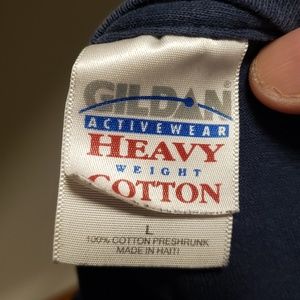 GILDAN
ACTIVEWEAR
HEAVY
WEIGHT
COTTON
L
100% COTTON PRESHRUNK
MADE IN HAITI